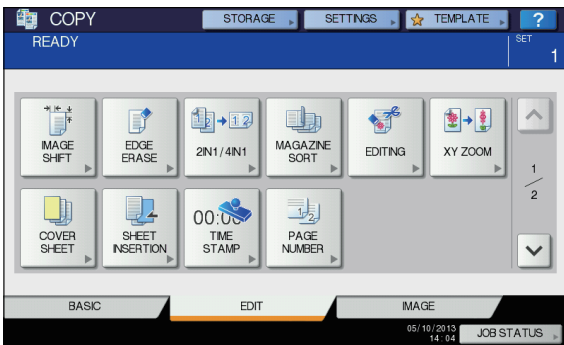 COPY
STORAGE
SETTINGS
TEMPLATE
?
READY
SET
1
IMAGE
SHIFT
EDGE
ERASE
2IN1 / 4IN1
MAGAZINE
SORT
EDITING
XY ZOOM
1
2
COVER
SHEET
SHEET
INSERTION
00:00
TIME
STAMP
PAGE
NUMBER
BASIC
EDIT
IMAGE
05/10/2013
14:04
JOB STATUS